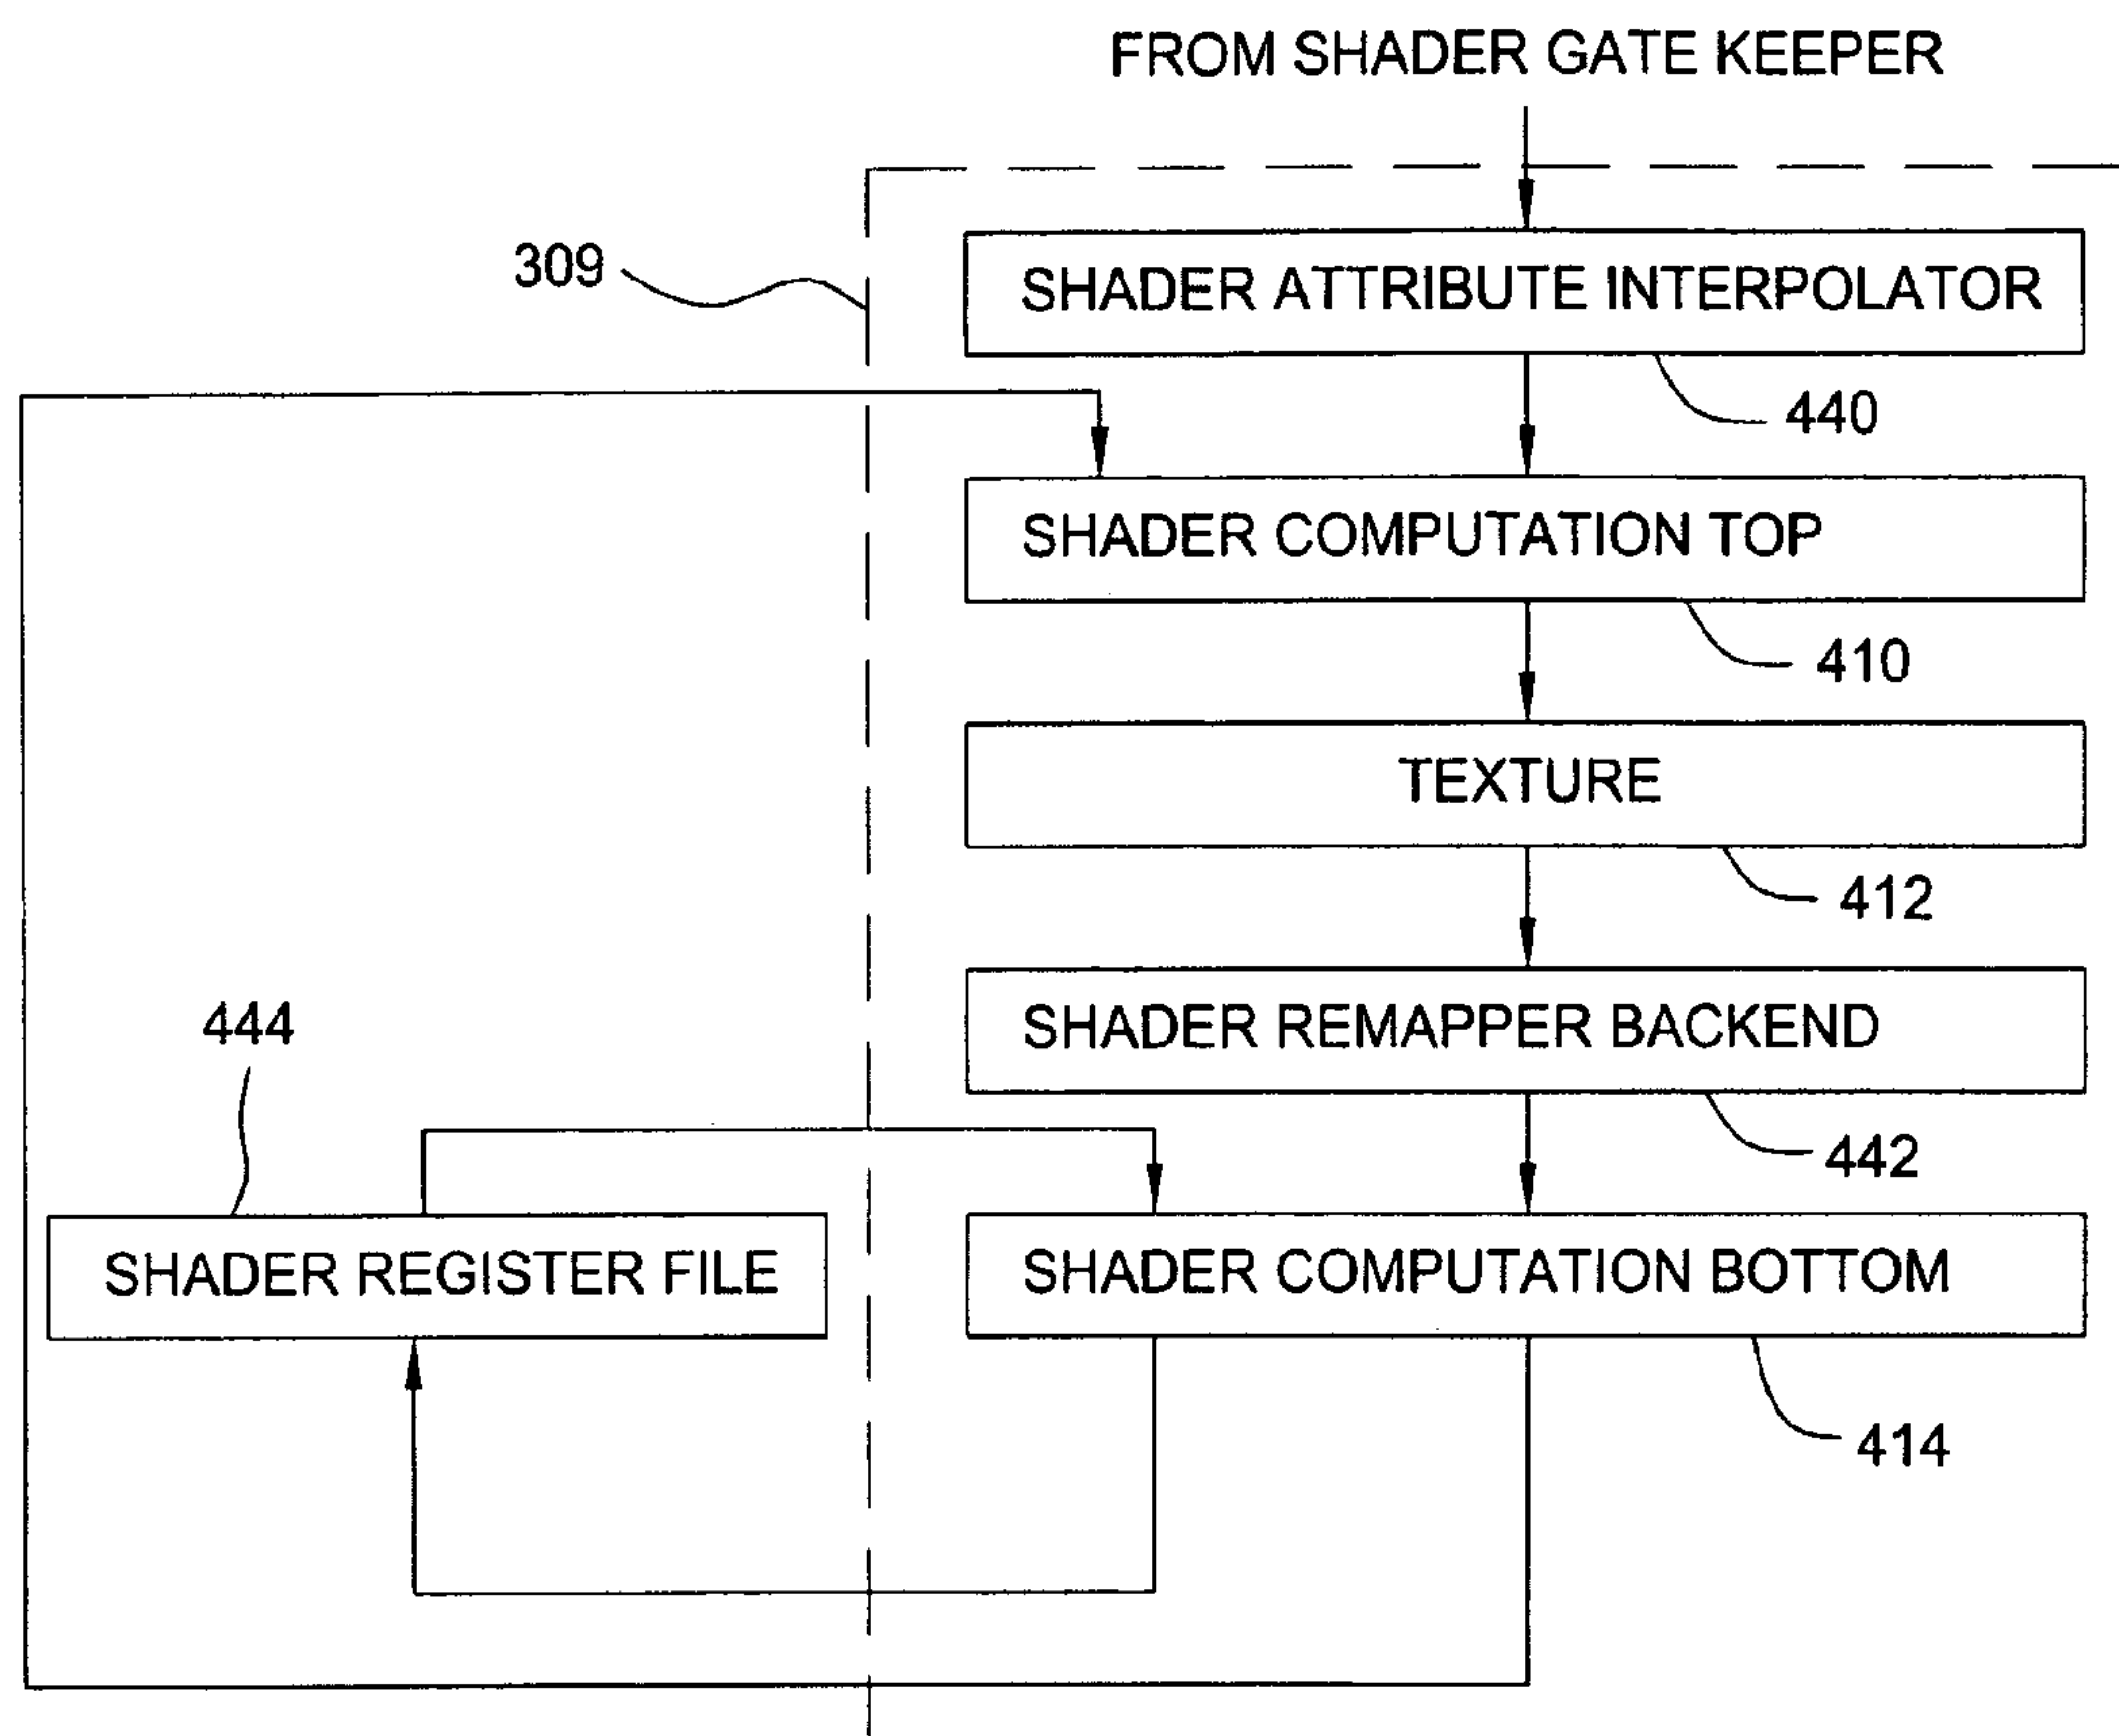 FROM SHADER GATE KEEPER
309
SHADER ATTRIBUTE INTERPOLATOR
440
SHADER COMPUTATION TOP
410
TEXTURE
412
SHADER REMAPPER BACKEND
444
442
SHADER REGISTER FILE
SHADER COMPUTATION BOTTOM
414